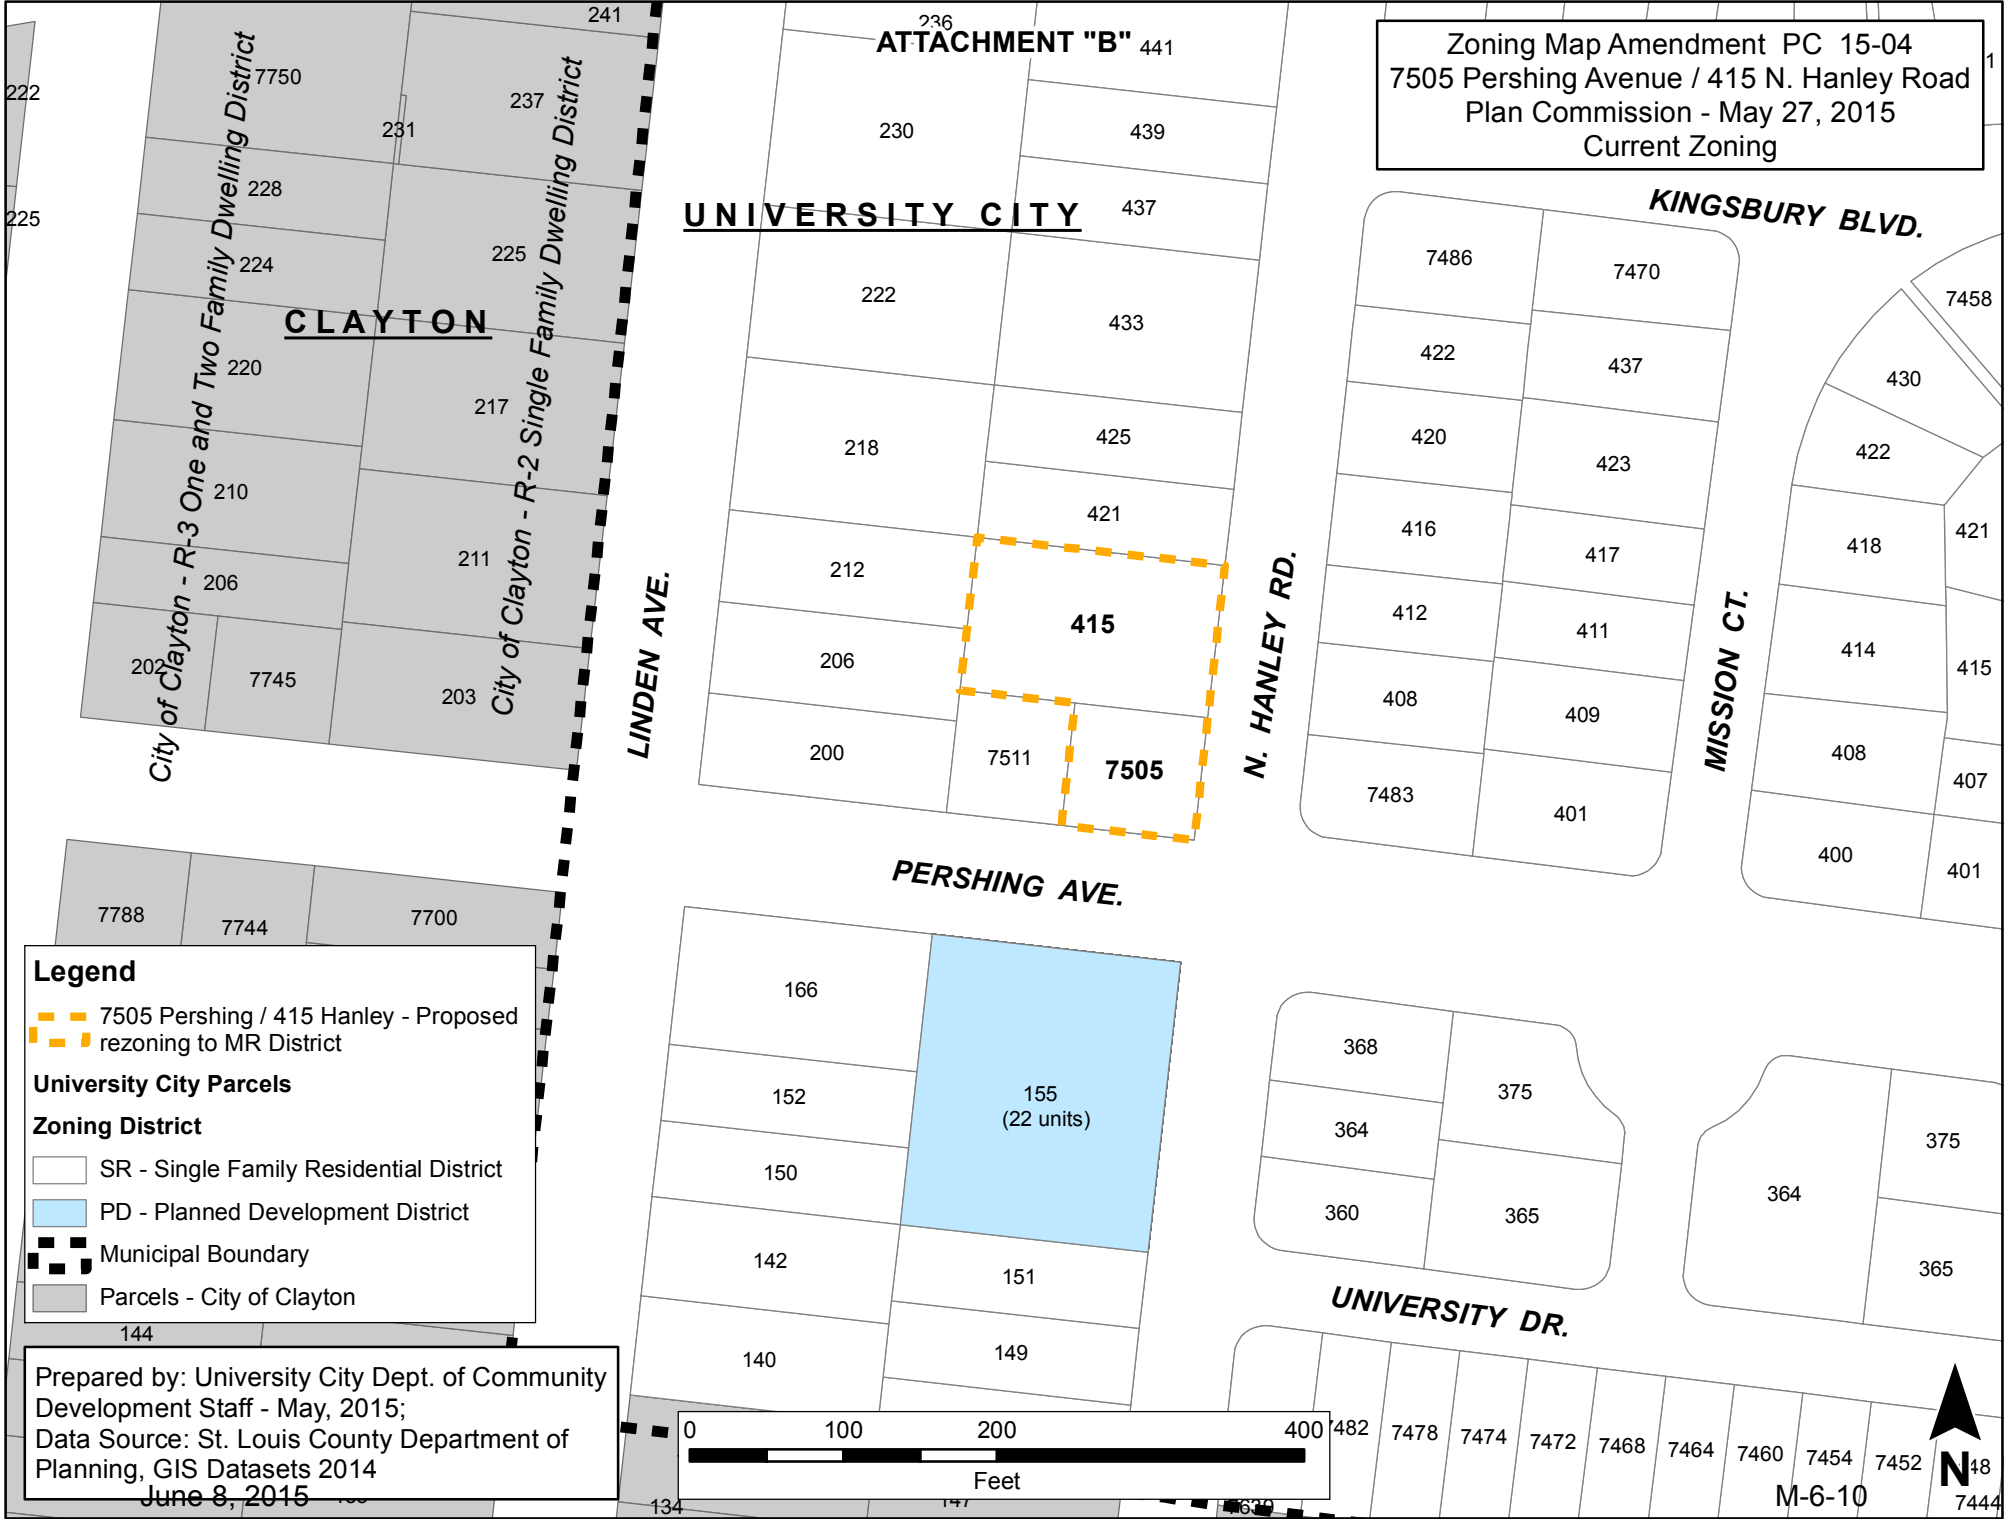 ATTACHMENT "B"
Zoning Map Amendment PC 15-04
7505 Pershing Avenue / 415 N. Hanley Road
Plan Commission - May 27, 2015
Current Zoning
UNIVERSITY CITY
CLAYTON
City of Clayton - R-3 One and Two Family Dwelling District
City of Clayton - R-2 Single Family Dwelling District
KINGSBURY BLVD.
LINDEN AVE.
N. HANLEY RD.
MISSION CT.
PERSHING AVE.
UNIVERSITY DR.
222
225
7750
231
228
224
220
210
206
202
7745
241
237
225
217
211
203
236
230
222
218
212
206
200
441
439
437
433
425
421
415
7511
7505
7486
7470
422
437
420
423
416
417
412
411
408
409
7483
401
1
7458
430
422
421
418
414
415
408
407
400
401
7788
7744
7700
166
152
150
142
140
155
(22 units)
151
149
368
375
364
360
365
364
375
365
144
134
147
7482
7478
7474
7472
7468
7464
7460
7454
7452
7444
Legend
7505 Pershing / 415 Hanley - Proposed
rezoning to MR District
University City Parcels
Zoning District
SR - Single Family Residential District
PD - Planned Development District
Municipal Boundary
Parcels - City of Clayton
Prepared by: University City Dept. of Community
Development Staff - May, 2015;
Data Source: St. Louis County Department of
Planning, GIS Datasets 2014
June 8, 2015
0 100 200 400
Feet
N
M-6-10